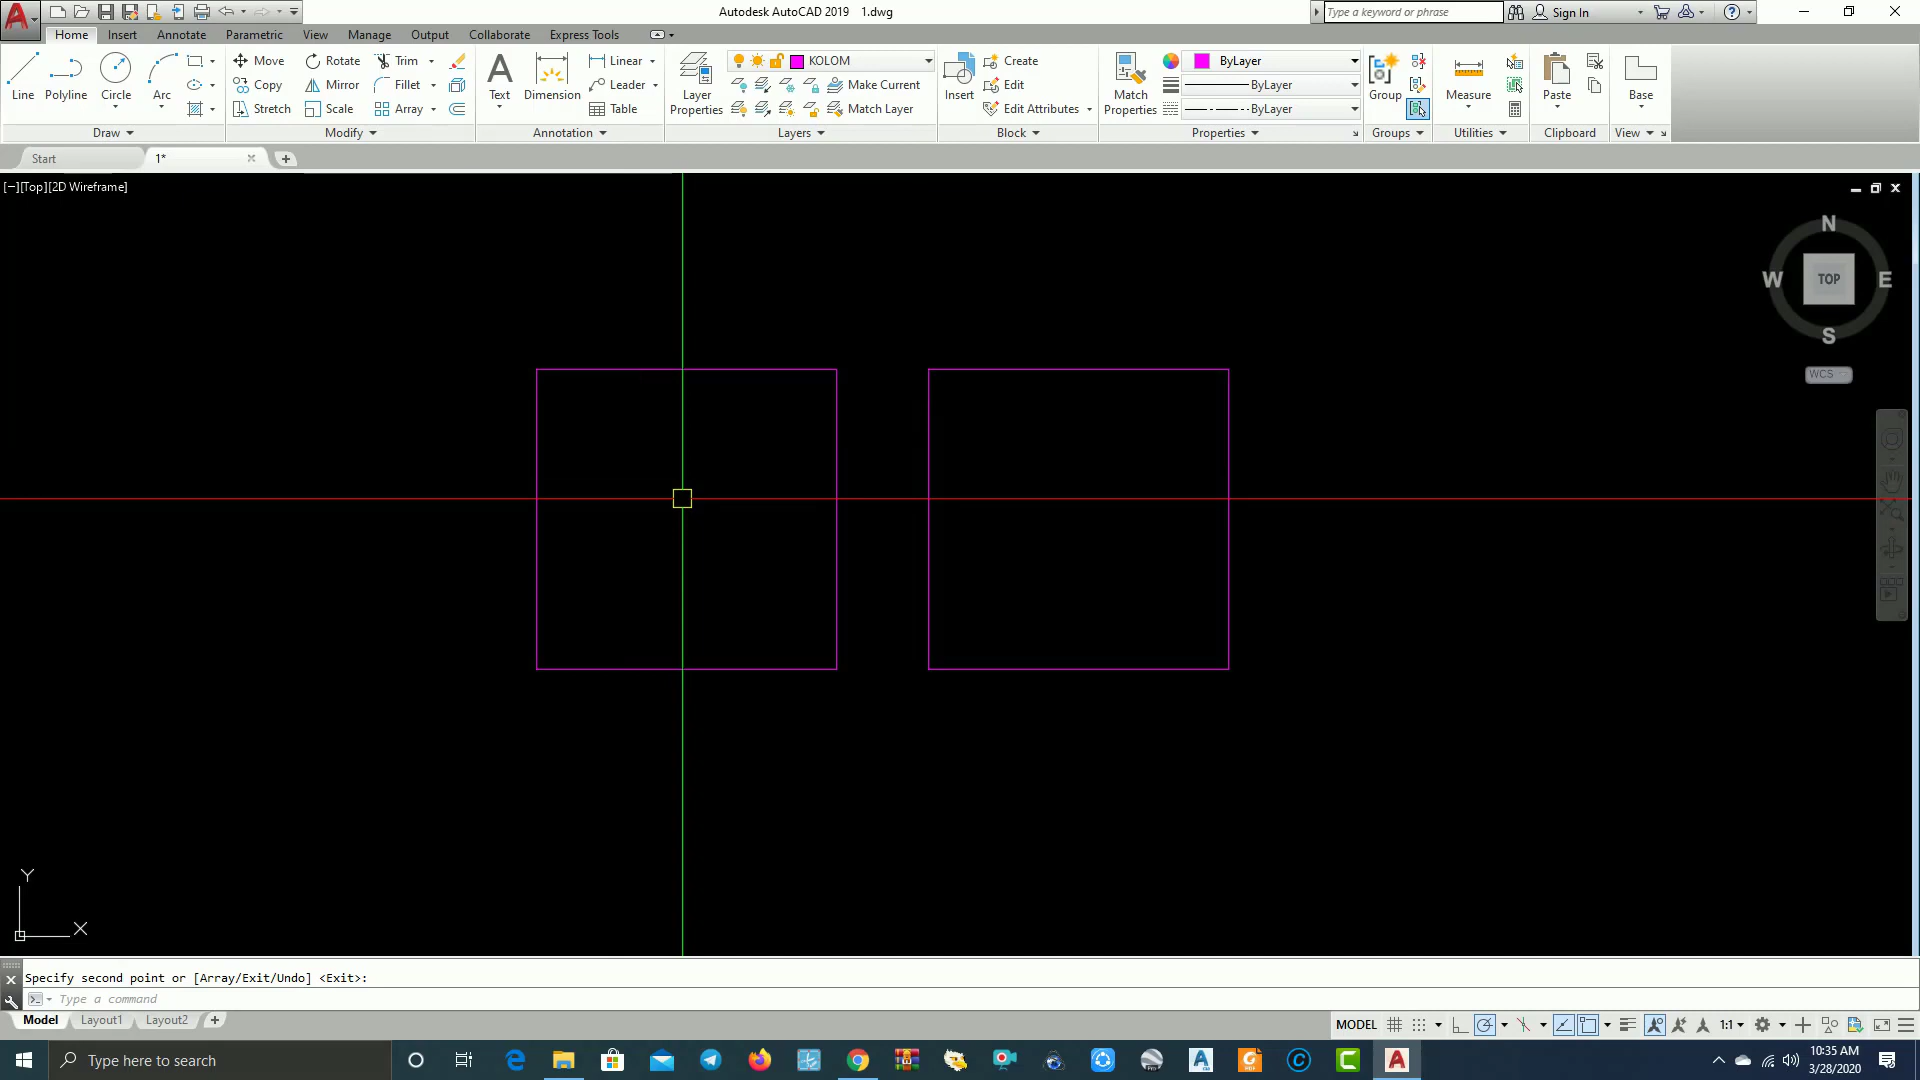 Autodesk AutoCAD 2019 1.dwg
Type a keyword or phrase
Sign In
Home Insert Annotate Parametric View Manage Output Collaborate Express Tools
Line Polyline Circle Arc
Move Rotate Trim
Copy Mirror Fillet
Stretch Scale Array
Text Dimension
Linear
Leader
Table
Layer
Properties
KOLOM
Make Current
Match Layer
Insert
Create
Edit
Edit Attributes
Match
Properties
ByLayer
ByLayer
ByLayer
Group
Measure
Paste
Base
Draw Modify Annotation Layers Block Properties Groups Utilities Clipboard View
Start 1*
[−][Top][2D Wireframe]
N
W TOP E
S
WCS
Y
X
Specify second point or [Array/Exit/Undo] <Exit>:
Type a command
Model Layout1 Layout2
MODEL 1:1
Type here to search
10:35 AM
3/28/2020